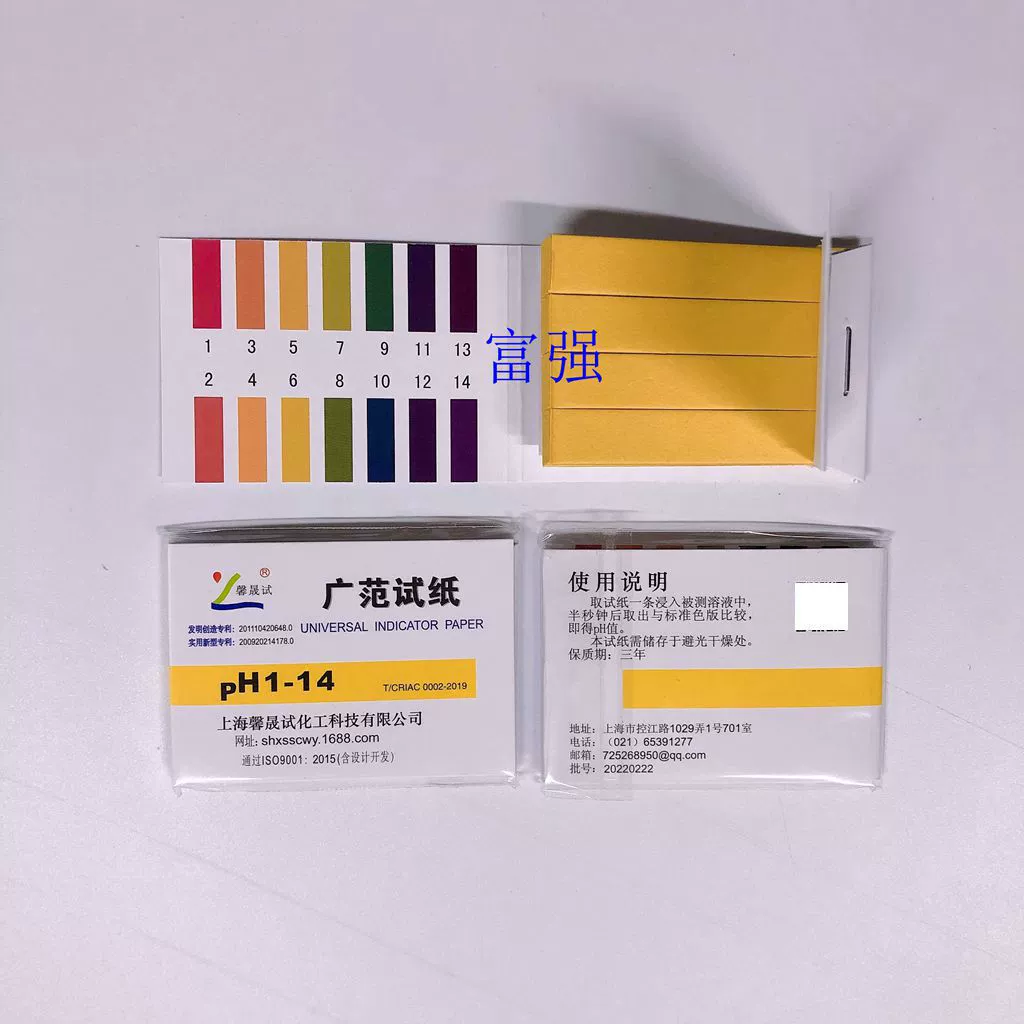 1 3 5 7 9 11 13
2 4 6 8 10 12 14
富强
馨晟试®
广范试纸
发明创造专利：201110420648.0
实用新型专利：200920214178.0
UNIVERSAL INDICATOR PAPER
pH1-14
T/CRIAC 0002-2019
上海馨晟试化工科技有限公司
网址: shxsscwy.1688.com
通过ISO9001：2015(含设计开发)
使用说明
取试纸一条浸入被测溶液中，
半秒钟后取出与标准色版比较，
即得pH值。
本试纸需储存于避光干燥处。
保质期：三年
地址：上海市控江路1029弄1号701室
电话：（021）65391277
邮箱：725268950@qq.com
批号：20220222